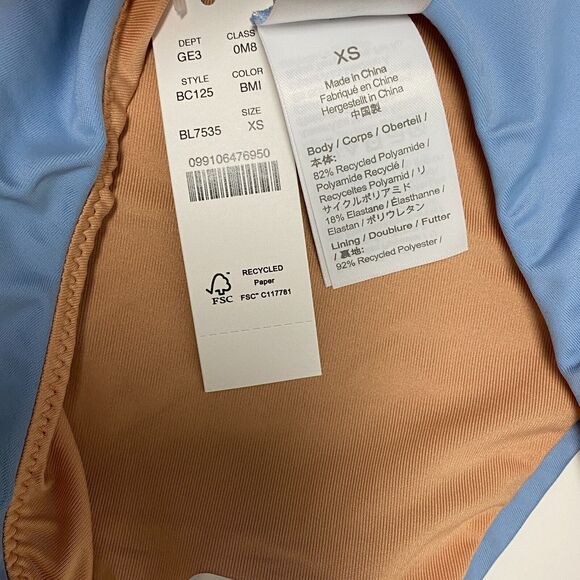 DEPT CLASS
GE3 0M8
STYLE COLOR
BC125 BMI
SIZE
BL7535 XS
099106476950
FSC
RECYCLED
Paper
FSC™ C117781
XS
Made in China
Fabriqué en China
Hergestellt in China
中国製
Body / Corps / Oberteil /
本体:
82% Recycled Polyamide /
Polyamide Recyclé /
Recyceltes Polyamid / リ
サイクルポリアミド
18% Elastane / Élasthanne /
Elastan / ポリウレタン
Lining / Doublure / Futter
/ 裏地:
92% Recycled Polyester /